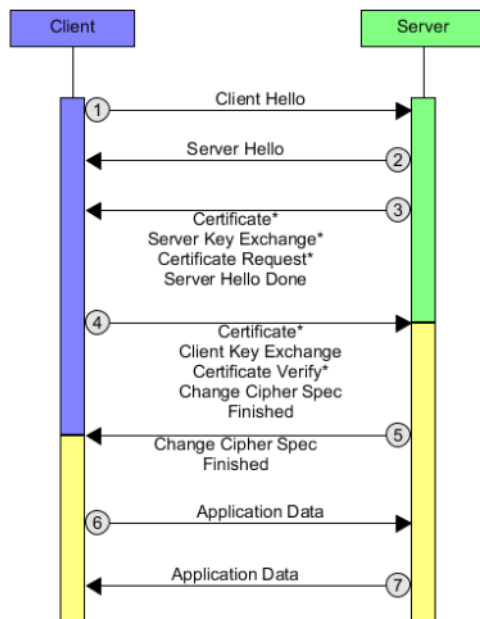 Client
Server
1
Client Hello
Server Hello
2
3
Certificate*
Server Key Exchange*
Certificate Request*
Server Hello Done
4
Certificate*
Client Key Exchange
Certificate Verify*
Change Cipher Spec
Finished
5
Change Cipher Spec
Finished
6
Application Data
Application Data
7